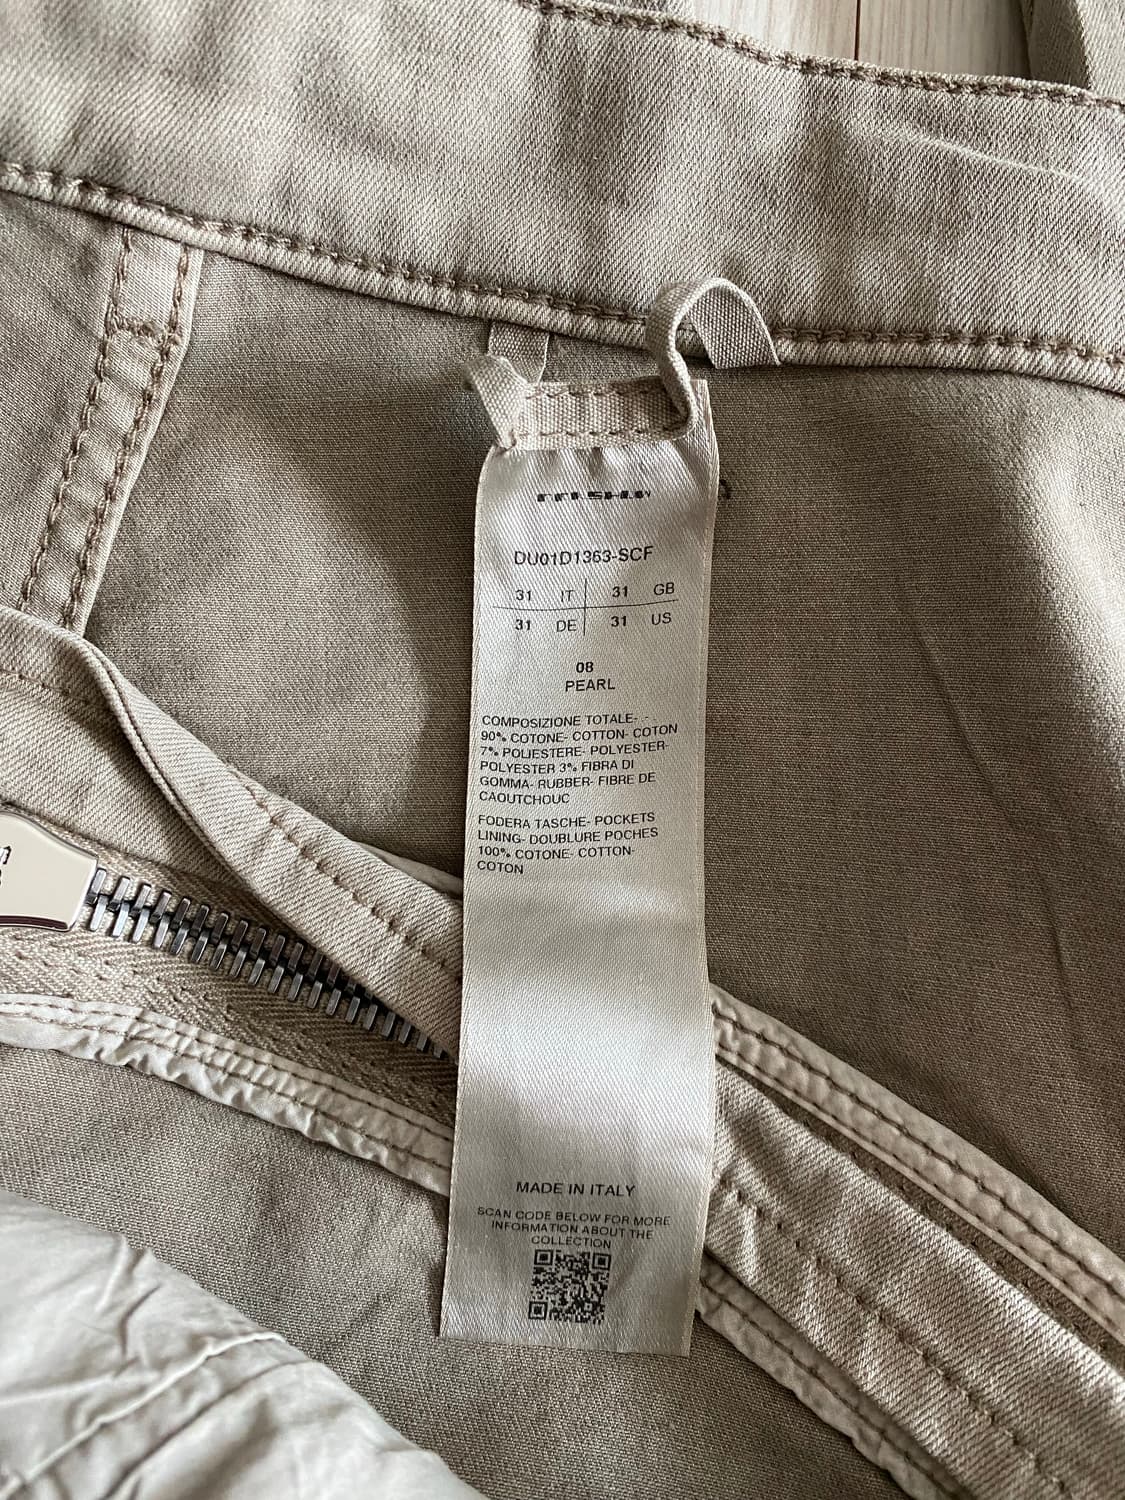 DU01D1363-SCF
31 IT 31 GB
31 DE 31 US
08
PEARL
COMPOSIZIONE TOTALE- -
90% COTONE- COTTON- COTON
7% POLIESTERE- POLYESTER-
POLYESTER 3% FIBRA DI
GOMMA- RUBBER- FIBRE DE
CAOUTCHOUC
FODERA TASCHE- POCKETS
LINING- DOUBLURE POCHES
100% COTONE- COTTON-
COTON
MADE IN ITALY
SCAN CODE BELOW FOR MORE
INFORMATION ABOUT THE
COLLECTION